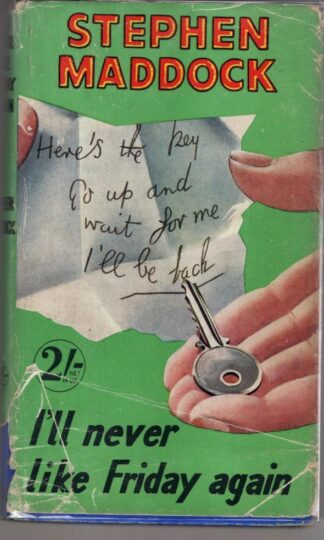 STEPHEN
MADDOCK
Here's the key
Go up and
wait for me
I'll be back
2/-
NET
I'll never
like Friday again